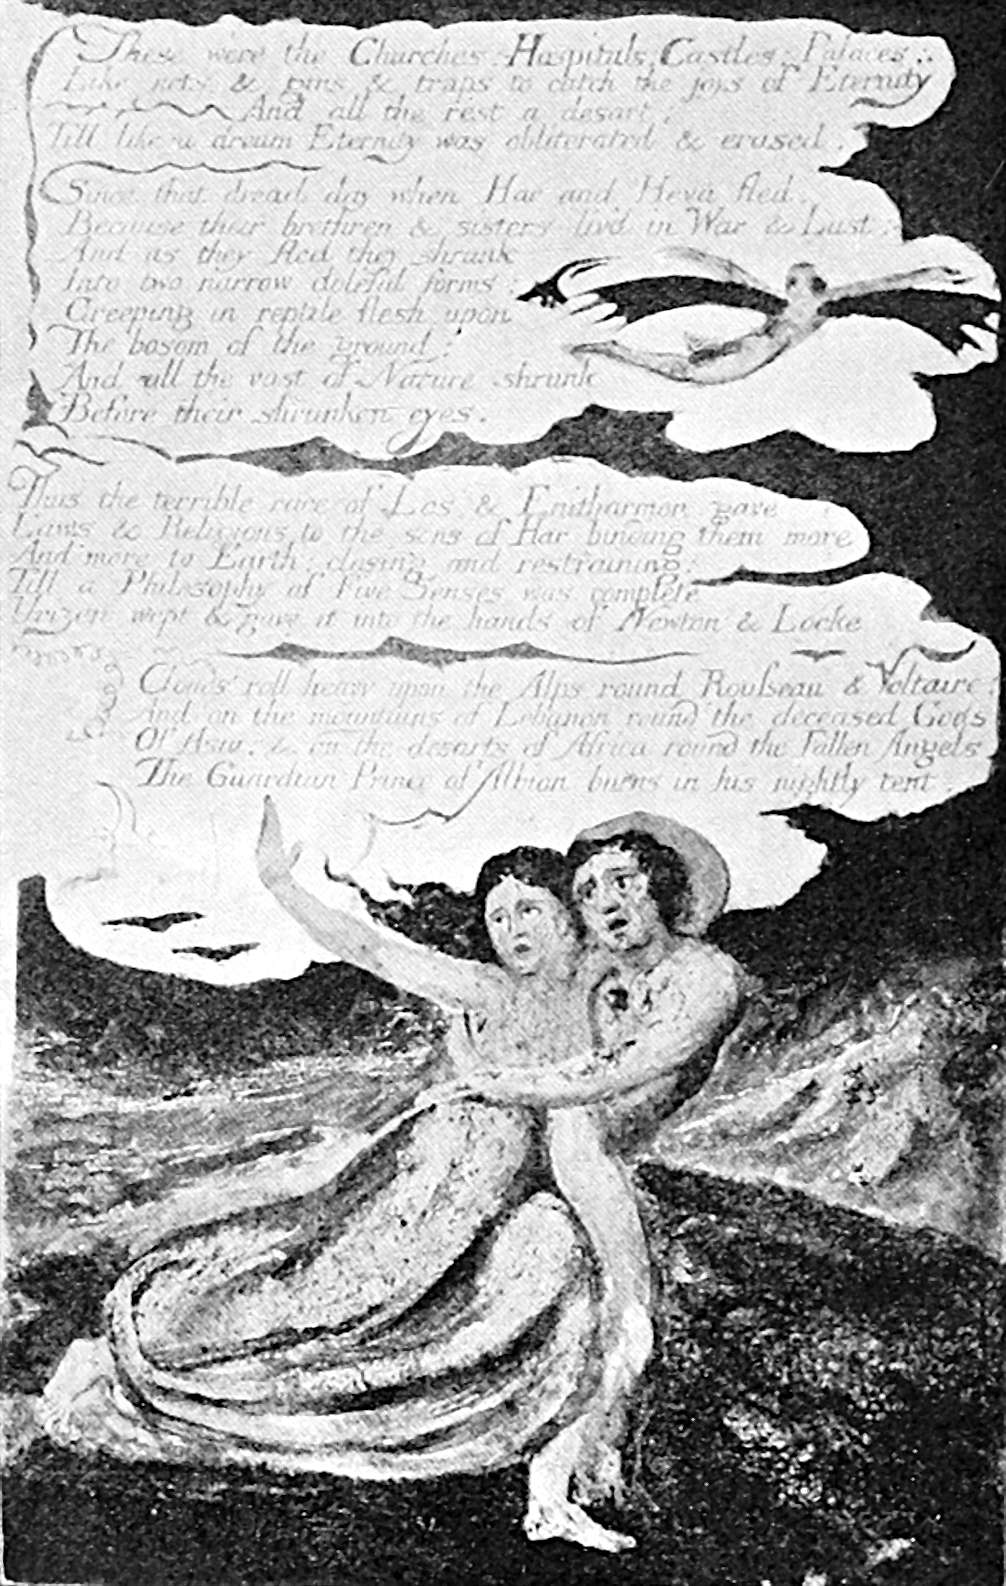 These were the Churches: Hospitals: Castles: Palaces:
Like nets & gins & traps to catch the joys of Eternity
And all the rest a desart;
Till like a dream Eternity was obliterated & erased.
Since that dread day when Har and Heva fled.
Because their brethren & sisters liv'd in War & Lust;
And as they fled they shrunk
Into two narrow doleful forms:
Creeping in reptile flesh upon
The bosom of the ground:
And all the vast of Nature shrunk
Before their shrunken eyes.
Thus the terrible race of Los & Enitharmon gave
Laws & Religions to the sons of Har binding them more
And more to Earth: closing and restraining:
Till a Philosophy of Five Senses was complete
Urizen wept & gave it into the hands of Newton & Locke
Clouds roll heavy upon the Alps round Rousseau & Voltaire:
And on the mountains of Lebanon round the deceased Gods
Of Asia; & on the desarts of Africa round the Fallen Angels
The Guardian Prince of Albion burns in his nightly tent